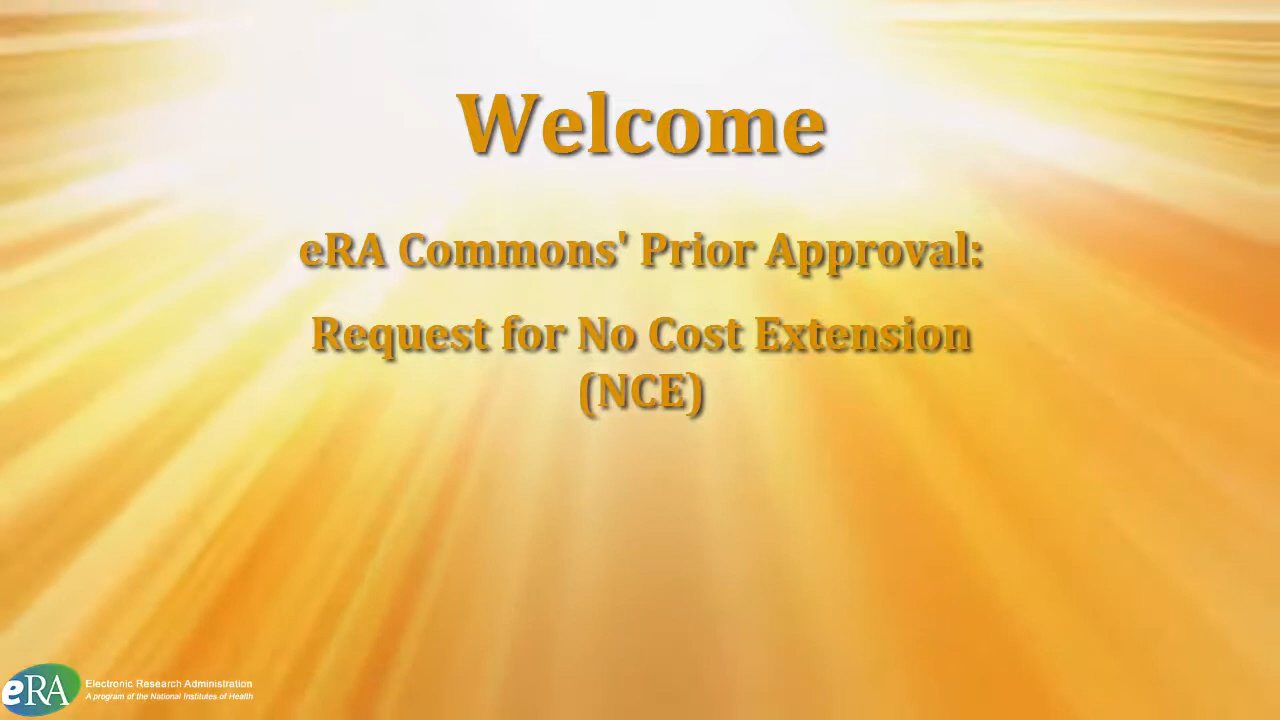 Welcome
eRA Commons' Prior Approval:
Request for No Cost Extension
(NCE)
eRA
Electronic Research Administration
A program of the National Institutes of Health